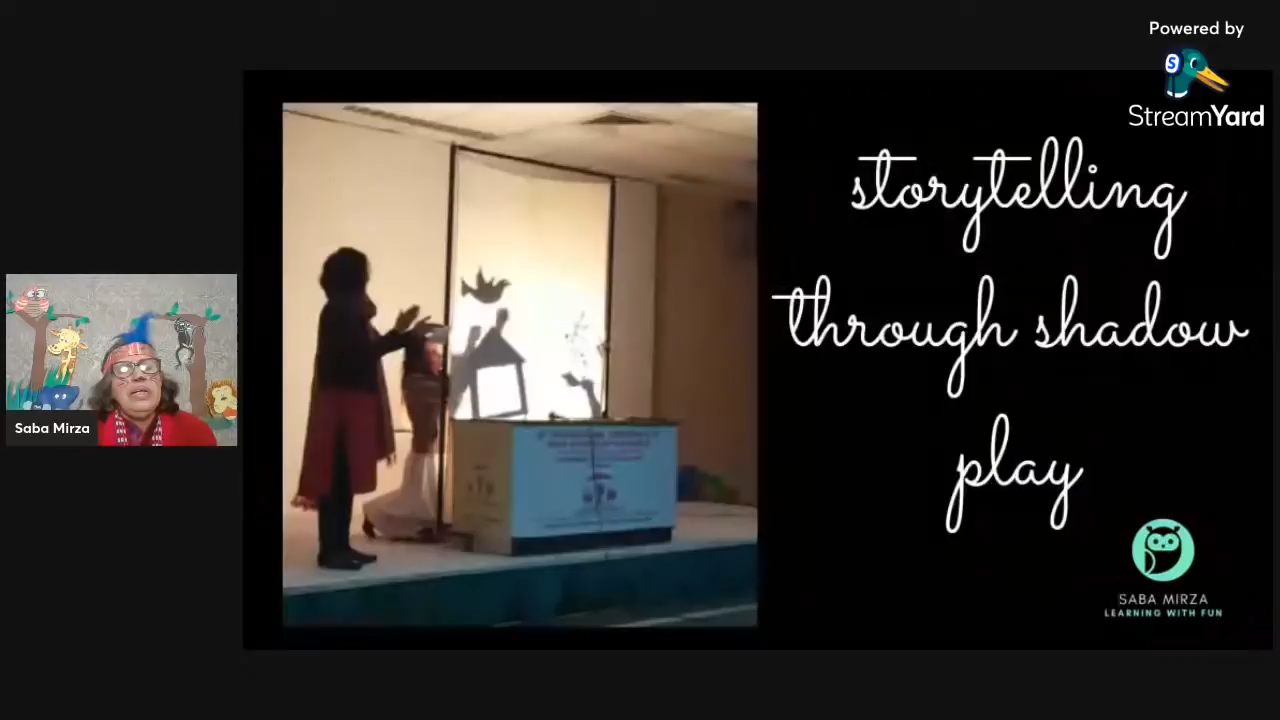 Powered by
StreamYard
storytelling
through shadow
play
Saba Mirza
SABA MIRZA
LEARNING WITH FUN